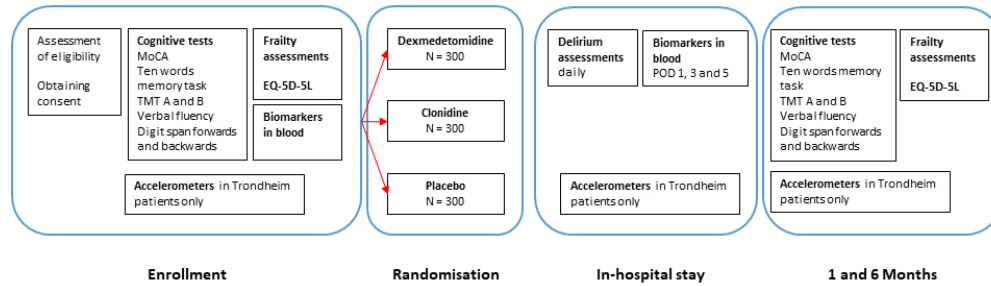 Assessment
of eligibility
Obtaining
consent
Cognitive tests
MoCA
Ten words
memory task
TMT A and B
Verbal fluency
Digit span forwards
and backwards
Frailty
assessments
EQ-5D-5L
Biomarkers
in blood
Accelerometers in Trondheim
patients only
Dexmedetomidine
N = 300
Clonidine
N = 300
Placebo
N = 300
Delirium
assessments
daily
Biomarkers in
blood
POD 1, 3 and 5
Accelerometers in Trondheim
patients only
Cognitive tests
MoCA
Ten words memory
task
TMT A and B
Verbal fluency
Digit span forwards
and backwards
Frailty
assessments
EQ-5D-5L
Accelerometers in Trondheim
patients only
Enrollment
Randomisation
In-hospital stay
1 and 6 Months